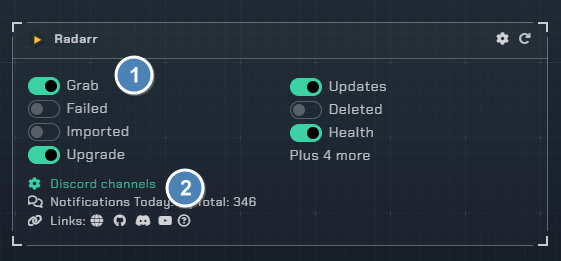 Radarr
1
Grab
Updates
Failed
Deleted
Imported
Health
Upgrade
Plus 4 more
Discord channels
2
Notifications Today: Total: 346
Links: